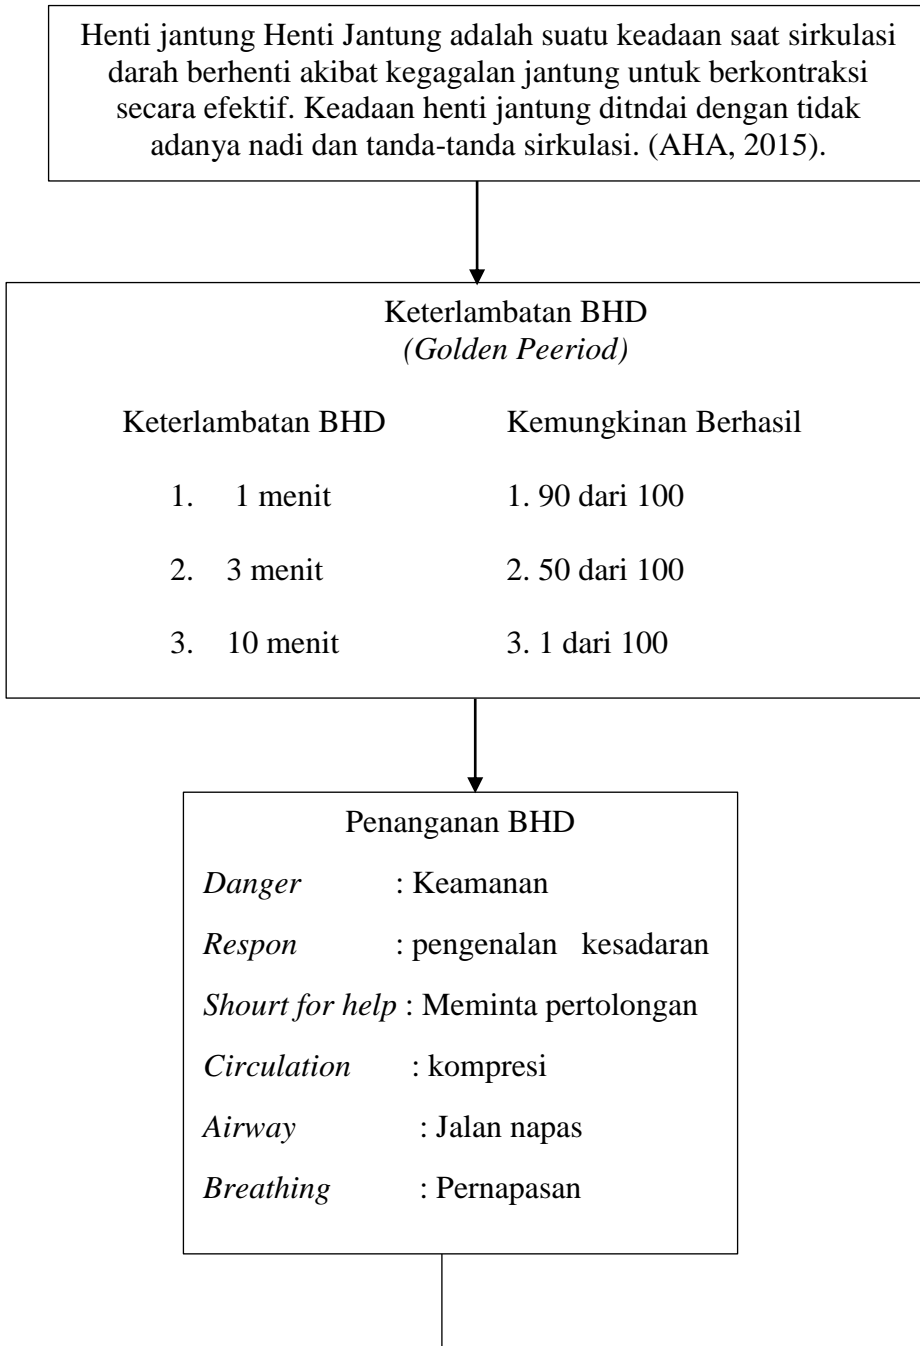 Henti jantung Henti Jantung adalah suatu keadaan saat sirkulasi
darah berhenti akibat kegagalan jantung untuk berkontraksi
secara efektif. Keadaan henti jantung ditndai dengan tidak
adanya nadi dan tanda-tanda sirkulasi. (AHA, 2015).
Keterlambatan BHD
(Golden Peeriod)
Keterlambatan BHD Kemungkinan Berhasil
1. 1 menit 1. 90 dari 100
2. 3 menit 2. 50 dari 100
3. 10 menit 3. 1 dari 100
Penanganan BHD
Danger : Keamanan
Respon : pengenalan kesadaran
Shourt for help : Meminta pertolongan
Circulation : kompresi
Airway : Jalan napas
Breathing : Pernapasan